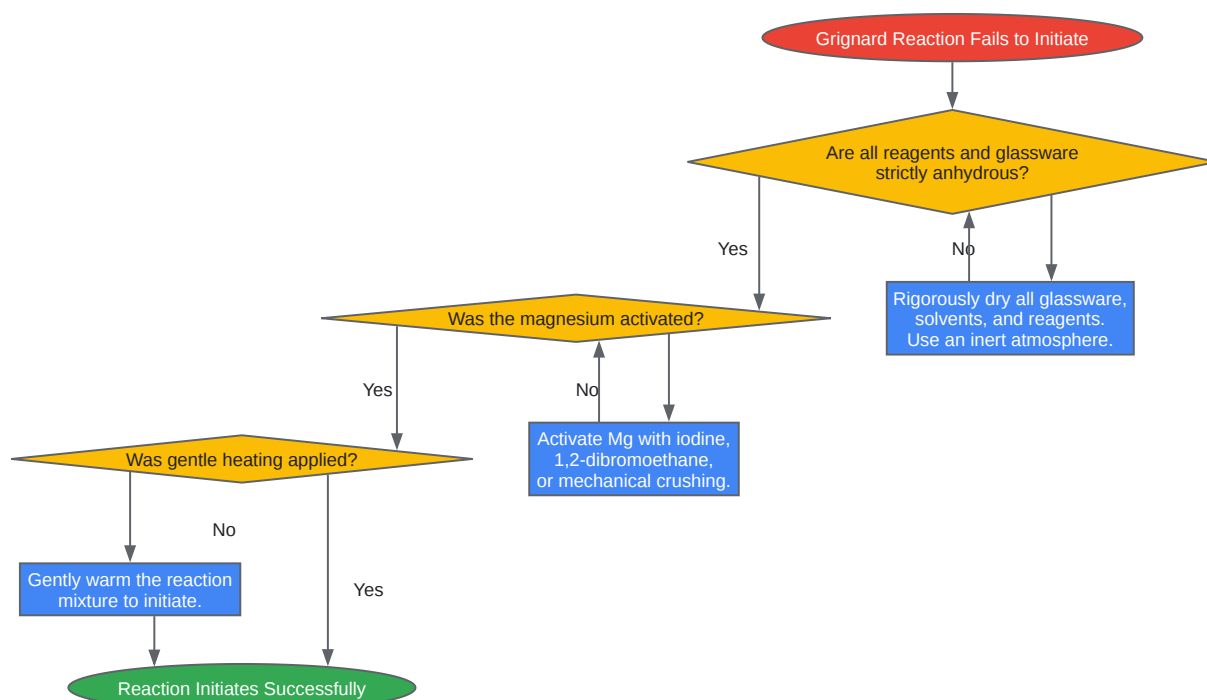 Grignard Reaction Fails to Initiate
Are all reagents and glassware
strictly anhydrous?
Yes
No
Rigorously dry all glassware,
solvents, and reagents.
Use an inert atmosphere.
Was the magnesium activated?
Yes
No
Activate Mg with iodine,
1,2-dibromoethane,
or mechanical crushing.
Was gentle heating applied?
No
Gently warm the reaction
mixture to initiate.
Yes
Reaction Initiates Successfully